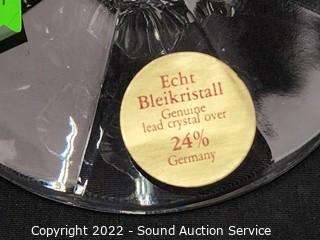 Echt
Bleikristall
Genuine
lead crystal over
24%
Germany
Copyright 2022 - Sound Auction Service